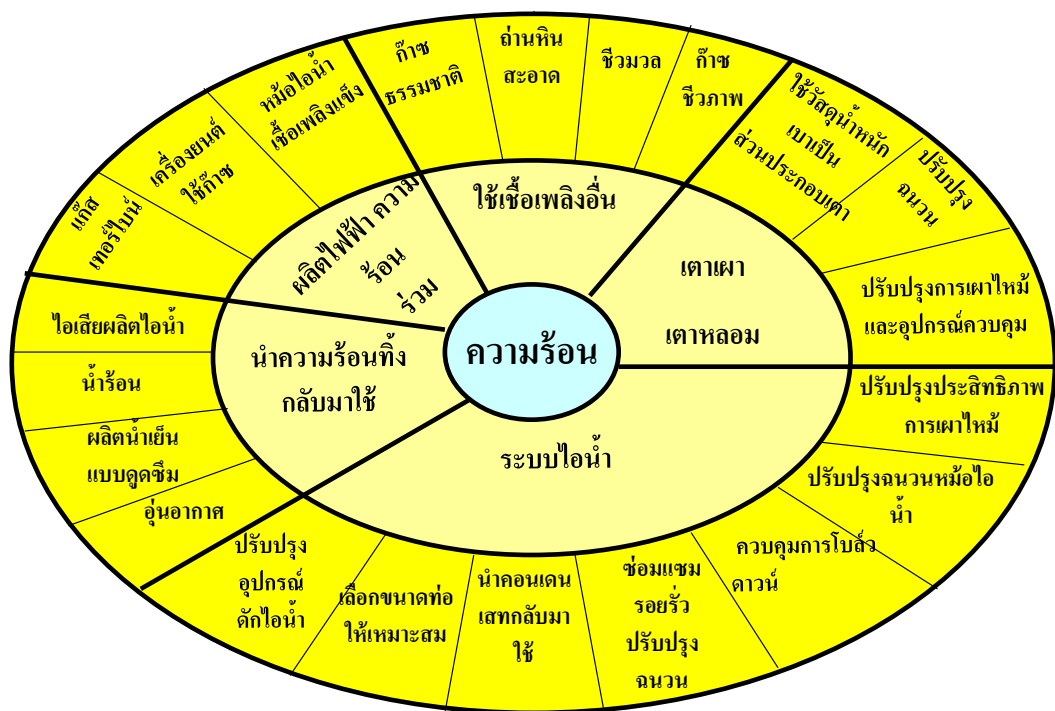 ก๊าซ
ธรรมชาติ
ถ่านหิน
สะอาด
ชีวมวล
ก๊าซ
ชีวภาพ
ใช้วัสดุน้ำหนัก
เบาเป็น
ส่วนประกอบเตา
ปรับปรุง
ฉนวน
ปรับปรุงการเผาไหม้
และอุปกรณ์ควบคุม
ปรับปรุงประสิทธิภาพ
การเผาไหม้
ปรับปรุงฉนวนหม้อไอ
น้ำ
ควบคุมการโบล์ว
ดาวน์
ซ่อมแซม
รอยรั่ว
ปรับปรุง
ฉนวน
นำคอนเดน
เสทกลับมา
ใช้
เลือกขนาดท่อ
ให้เหมาะสม
ปรับปรุง
อุปกรณ์
ดักไอน้ำ
อุ่นอากาศ
ผลิตน้ำเย็น
แบบดูดซึม
น้ำร้อน
ไอเสียผลิตไอน้ำ
แก๊ส
เทอร์ไบน์
เครื่องยนต์
ใช้ก๊าซ
หม้อไอน้ำ
เชื้อเพลิงแข็ง
ใช้เชื้อเพลิงอื่น
เตาเผา
เตาหลอม
ระบบไอน้ำ
นำความร้อนทิ้ง
กลับมาใช้
ผลิตไฟฟ้า ความ
ร้อน
ร่วม
ความร้อน